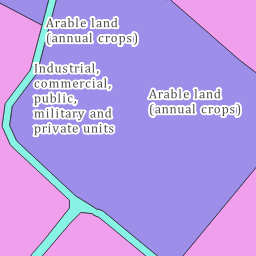 Arable land
(annual crops)
Industrial,
commercial,
public,
military and
private units
Arable land
(annual crops)